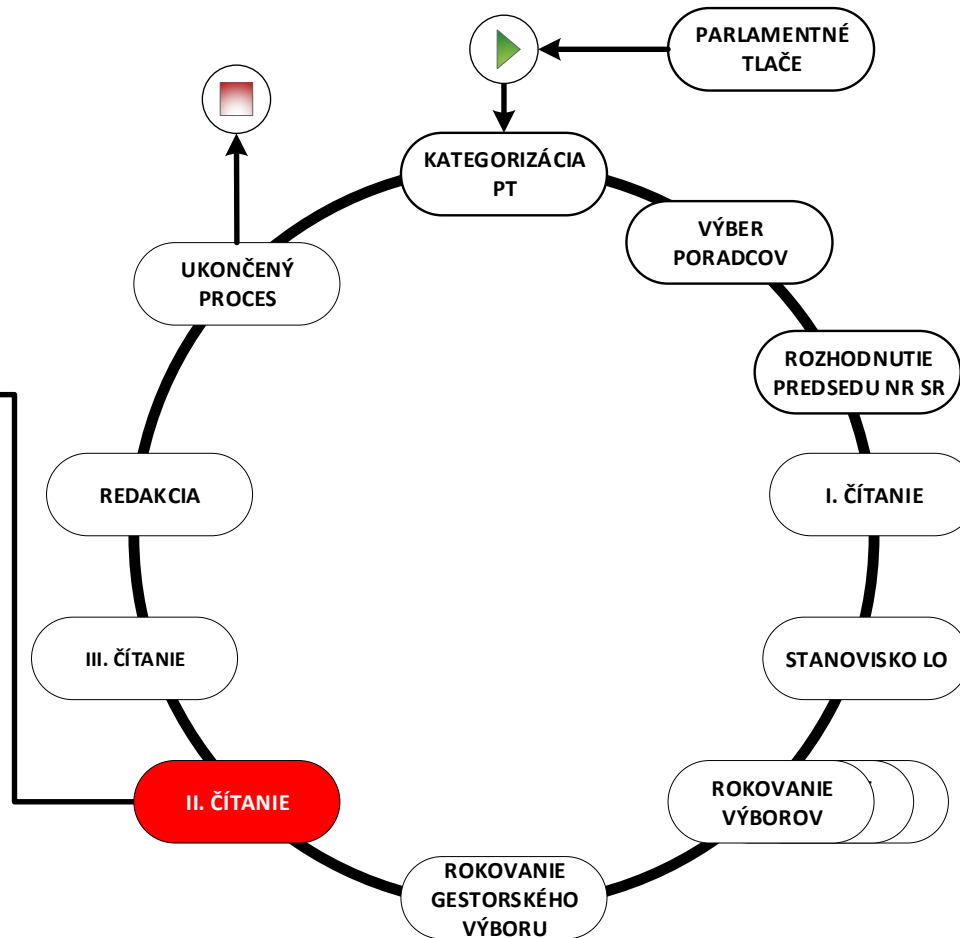 PARLAMENTNÉ
TLAČE
KATEGORIZÁCIA
PT
VÝBER
PORADCOV
ROZHODNUTIE
PREDSEDU NR SR
I. ČÍTANIE
STANOVISKO LO
ROKOVANIE
VÝBOROV
ROKOVANIE
GESTORSKÉHO
VÝBORU
II. ČÍTANIE
III. ČÍTANIE
REDAKCIA
UKONČENÝ
PROCES